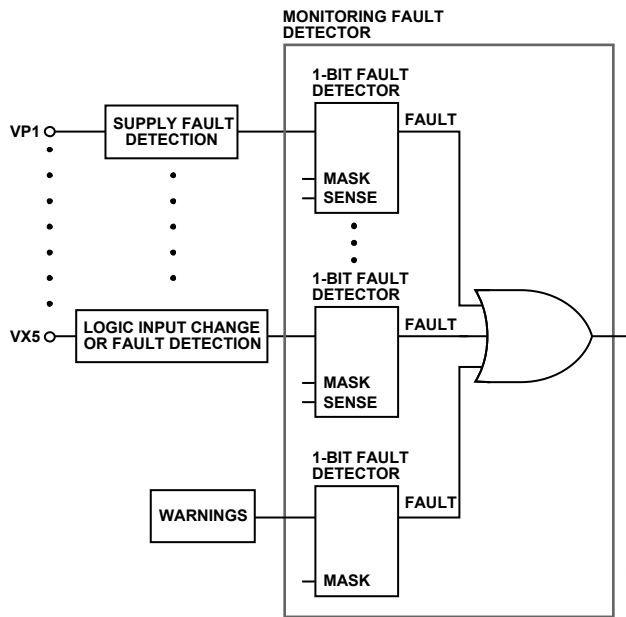 MONITORING FAULT
DETECTOR
1-BIT FAULT
DETECTOR
VP1
SUPPLY FAULT
DETECTION
FAULT
MASK
SENSE
1-BIT FAULT
DETECTOR
VX5
LOGIC INPUT CHANGE
OR FAULT DETECTION
FAULT
MASK
SENSE
1-BIT FAULT
DETECTOR
WARNINGS
FAULT
MASK